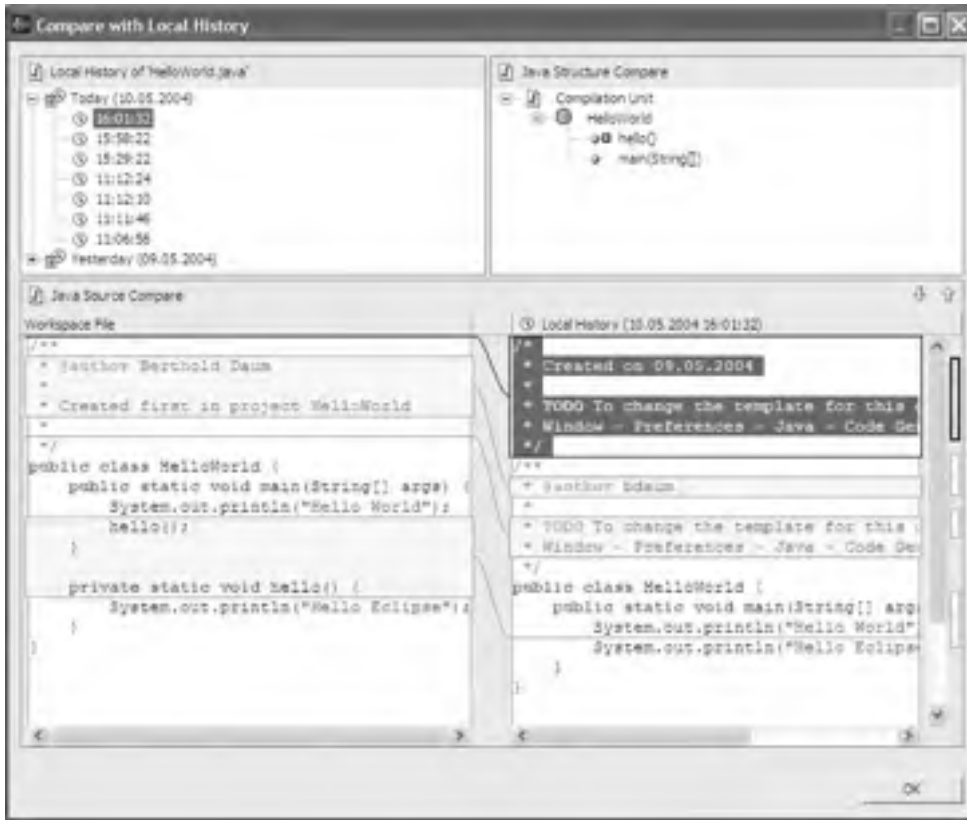 Compare with Local History
Local History of 'HelloWorld.java'
Today (10.05.2004)
16:01:32
15:58:22
15:29:22
11:12:24
11:12:10
11:11:46
11:06:56
Yesterday (09.05.2004)
Java Structure Compare
Compilation Unit
HelloWorld
hello()
main(String[])
Java Source Compare
Workspace File
/**
 * @author Berthold Daum
 *
 * Created first in project HelloWorld
 *
 */
public class HelloWorld {
    public static void main(String[] args) {
        System.out.println("Hello World");
        hello();
    }
    private static void hello() {
        System.out.println("Hello Eclipse");
    }
}
Local History (10.05.2004 16:01:32)
/*
 * Created on 09.05.2004
 *
 * TODO To change the template for this
 * Window - Preferences - Java - Code Ge
 */
/**
 * @author bdaum
 *
 * TODO To change the template for this
 * Window - Preferences - Java - Code Ge
 */
public class HelloWorld {
    public static void main(String[] arg
        System.out.println("Hello World"
        System.out.println("Hello Eclips
    }
}
OK